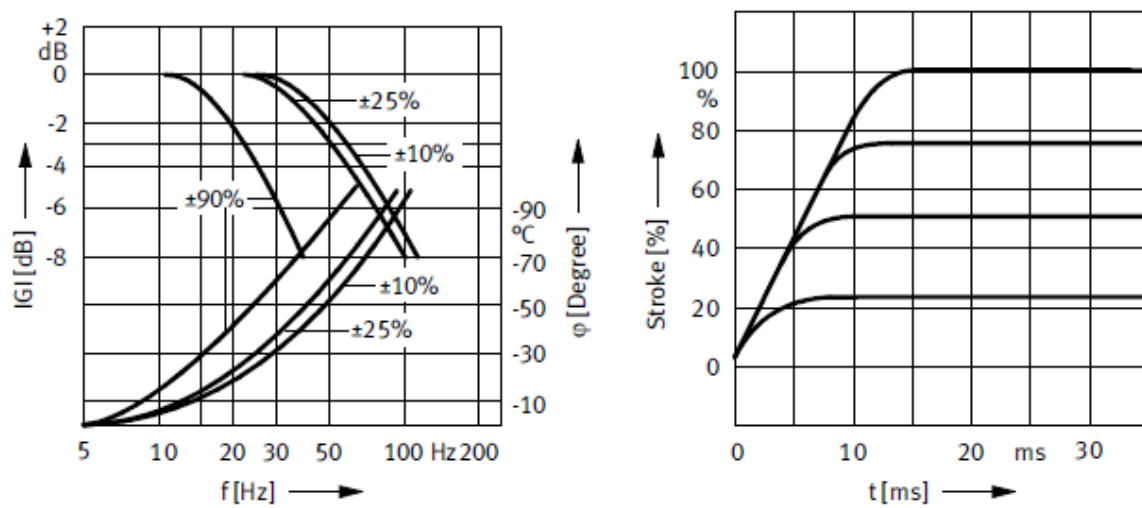 +2
dB
0
-2
-4
-6
-8
IGI [dB]
±25%
±10%
±90%
±10%
±25%
-90
°C
-70
-50
-30
-10
φ [Degree]
5 10 20 30 50 100 Hz 200
f [Hz]
100
%
80
60
40
20
0
Stroke [%]
0 10 20 ms 30
t [ms]